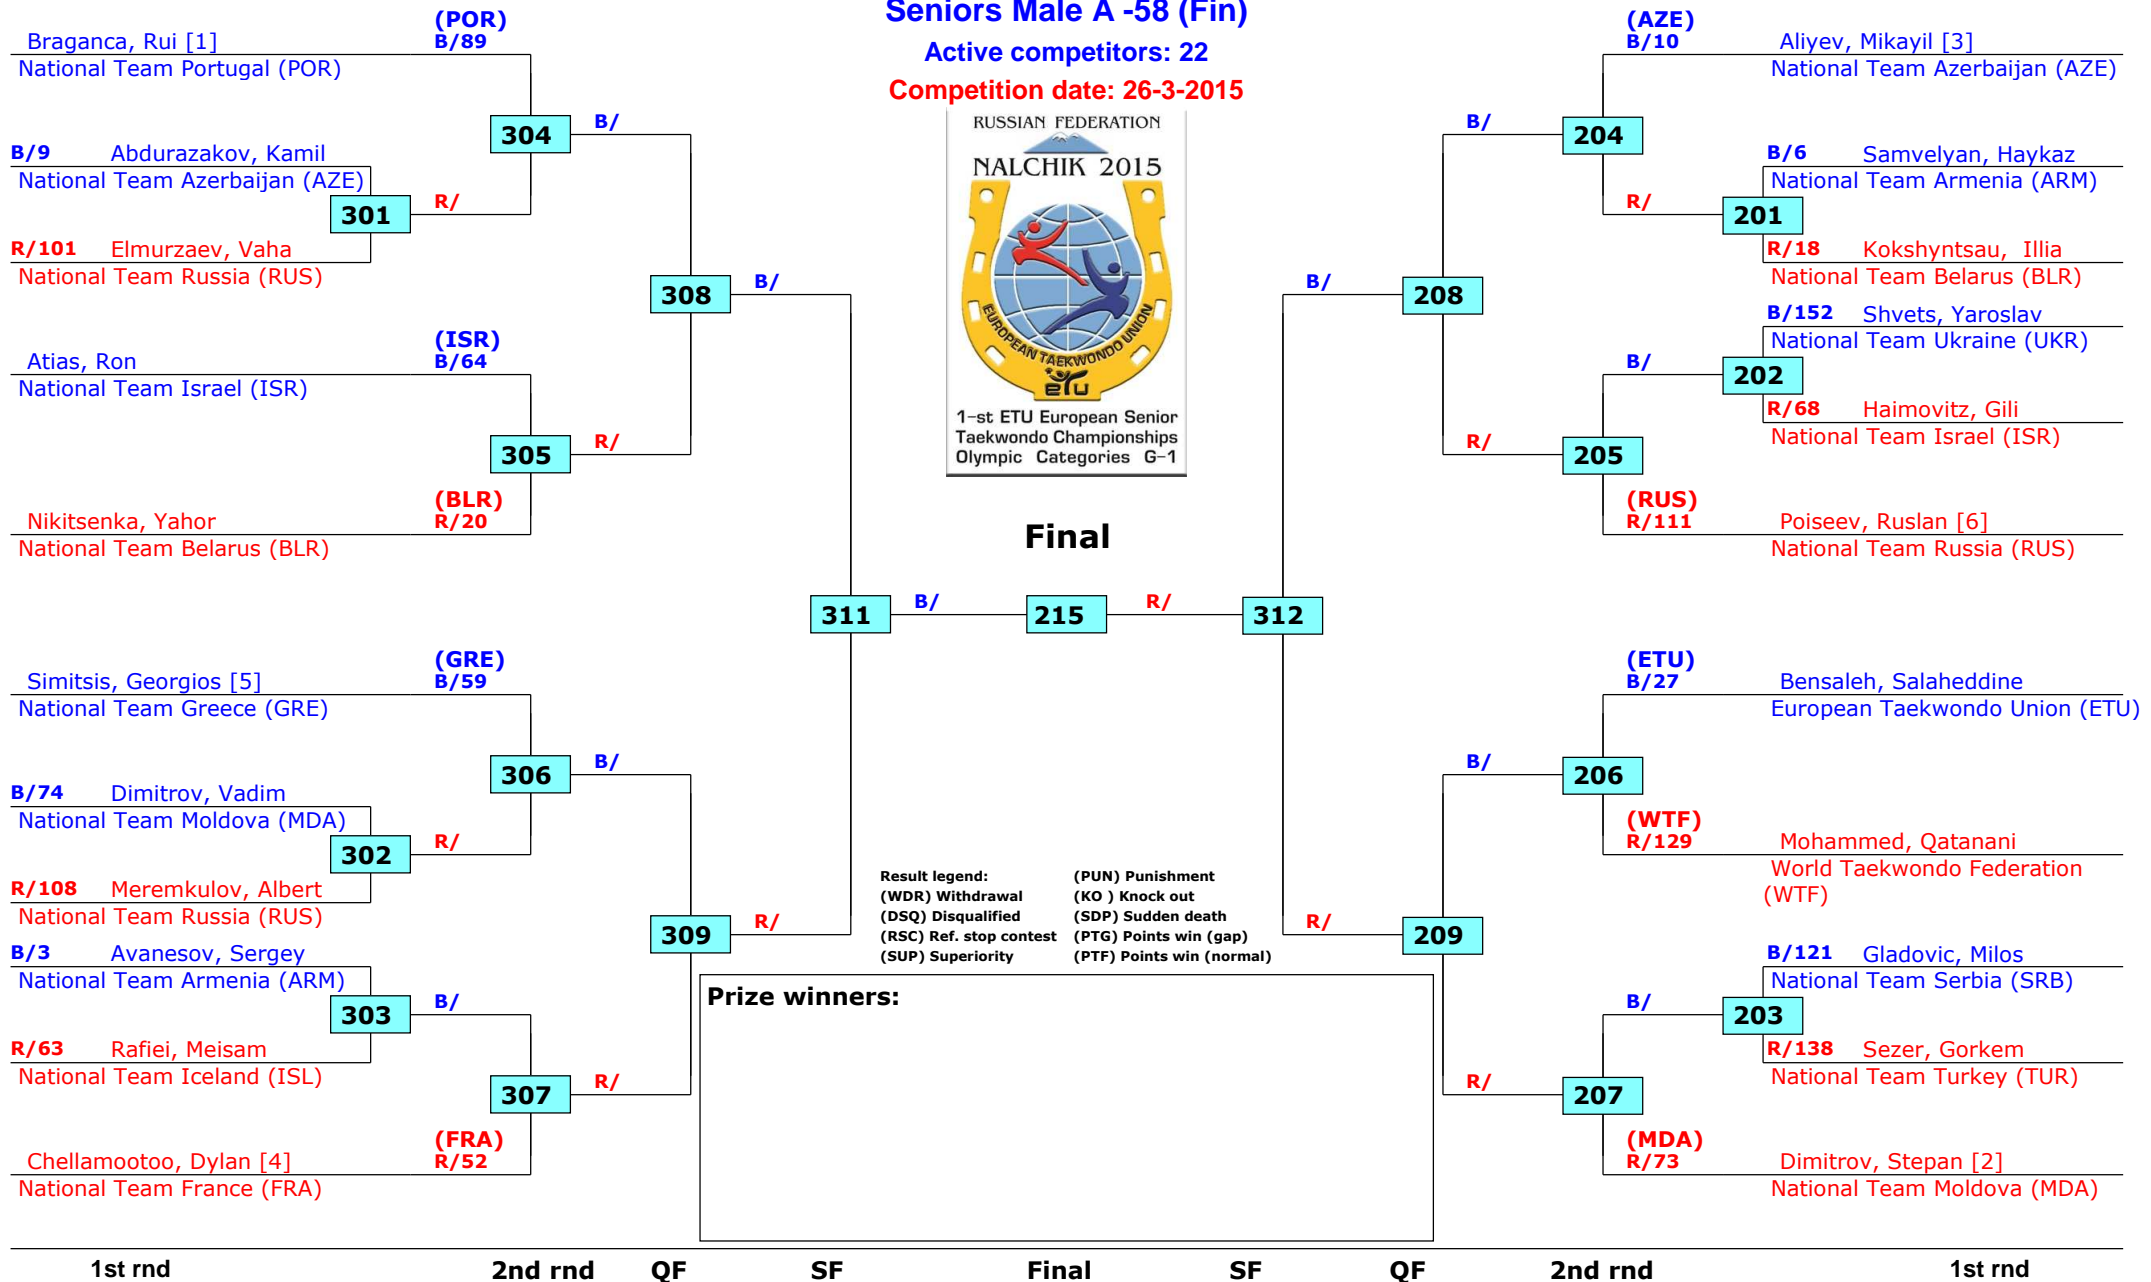 Seniors Male A -58 (Fin)
Active competitors: 22
Competition date: 26-3-2015
RUSSIAN FEDERATION
NALCHIK 2015
EUROPEAN TAEKWONDO UNION
eTU
1-st ETU European Senior
Taekwondo Championships
Olympic Categories G-1
(POR)
Braganca, Rui [1] B/89
National Team Portugal (POR)
304 B/
B/9 Abdurazakov, Kamil
National Team Azerbaijan (AZE)
301 R/
R/101 Elmurzaev, Vaha
National Team Russia (RUS)
308 B/
(ISR)
Atias, Ron B/64
National Team Israel (ISR)
305 R/
(BLR)
Nikitsenka, Yahor R/20
National Team Belarus (BLR)
311 B/
(GRE)
Simitsis, Georgios [5] B/59
National Team Greece (GRE)
306 B/
B/74 Dimitrov, Vadim
National Team Moldova (MDA)
302 R/
R/108 Meremkulov, Albert
National Team Russia (RUS)
309 R/
B/3 Avanesov, Sergey
National Team Armenia (ARM)
303 B/
R/63 Rafiei, Meisam
National Team Iceland (ISL)
307 R/
(FRA)
Chellamootoo, Dylan [4] R/52
National Team France (FRA)
Final
215
(AZE)
B/10 Aliyev, Mikayil [3]
National Team Azerbaijan (AZE)
B/ 204
B/6 Samvelyan, Haykaz
National Team Armenia (ARM)
R/ 201
R/18 Kokshyntsau, Illia
National Team Belarus (BLR)
B/ 208
B/152 Shvets, Yaroslav
National Team Ukraine (UKR)
B/ 202
R/68 Haimovitz, Gili
National Team Israel (ISR)
R/ 205
(RUS)
R/111 Poiseev, Ruslan [6]
National Team Russia (RUS)
R/ 312
(ETU)
B/27 Bensaleh, Salaheddine
European Taekwondo Union (ETU)
B/ 206
(WTF)
R/129 Mohammed, Qatanani
World Taekwondo Federation
(WTF)
R/ 209
B/121 Gladovic, Milos
National Team Serbia (SRB)
B/ 203
R/138 Sezer, Gorkem
National Team Turkey (TUR)
R/ 207
(MDA)
R/73 Dimitrov, Stepan [2]
National Team Moldova (MDA)
Result legend: (PUN) Punishment
(WDR) Withdrawal (KO ) Knock out
(DSQ) Disqualified (SDP) Sudden death
(RSC) Ref. stop contest (PTG) Points win (gap)
(SUP) Superiority (PTF) Points win (normal)
Prize winners:
1st rnd 2nd rnd QF SF Final SF QF 2nd rnd 1st rnd